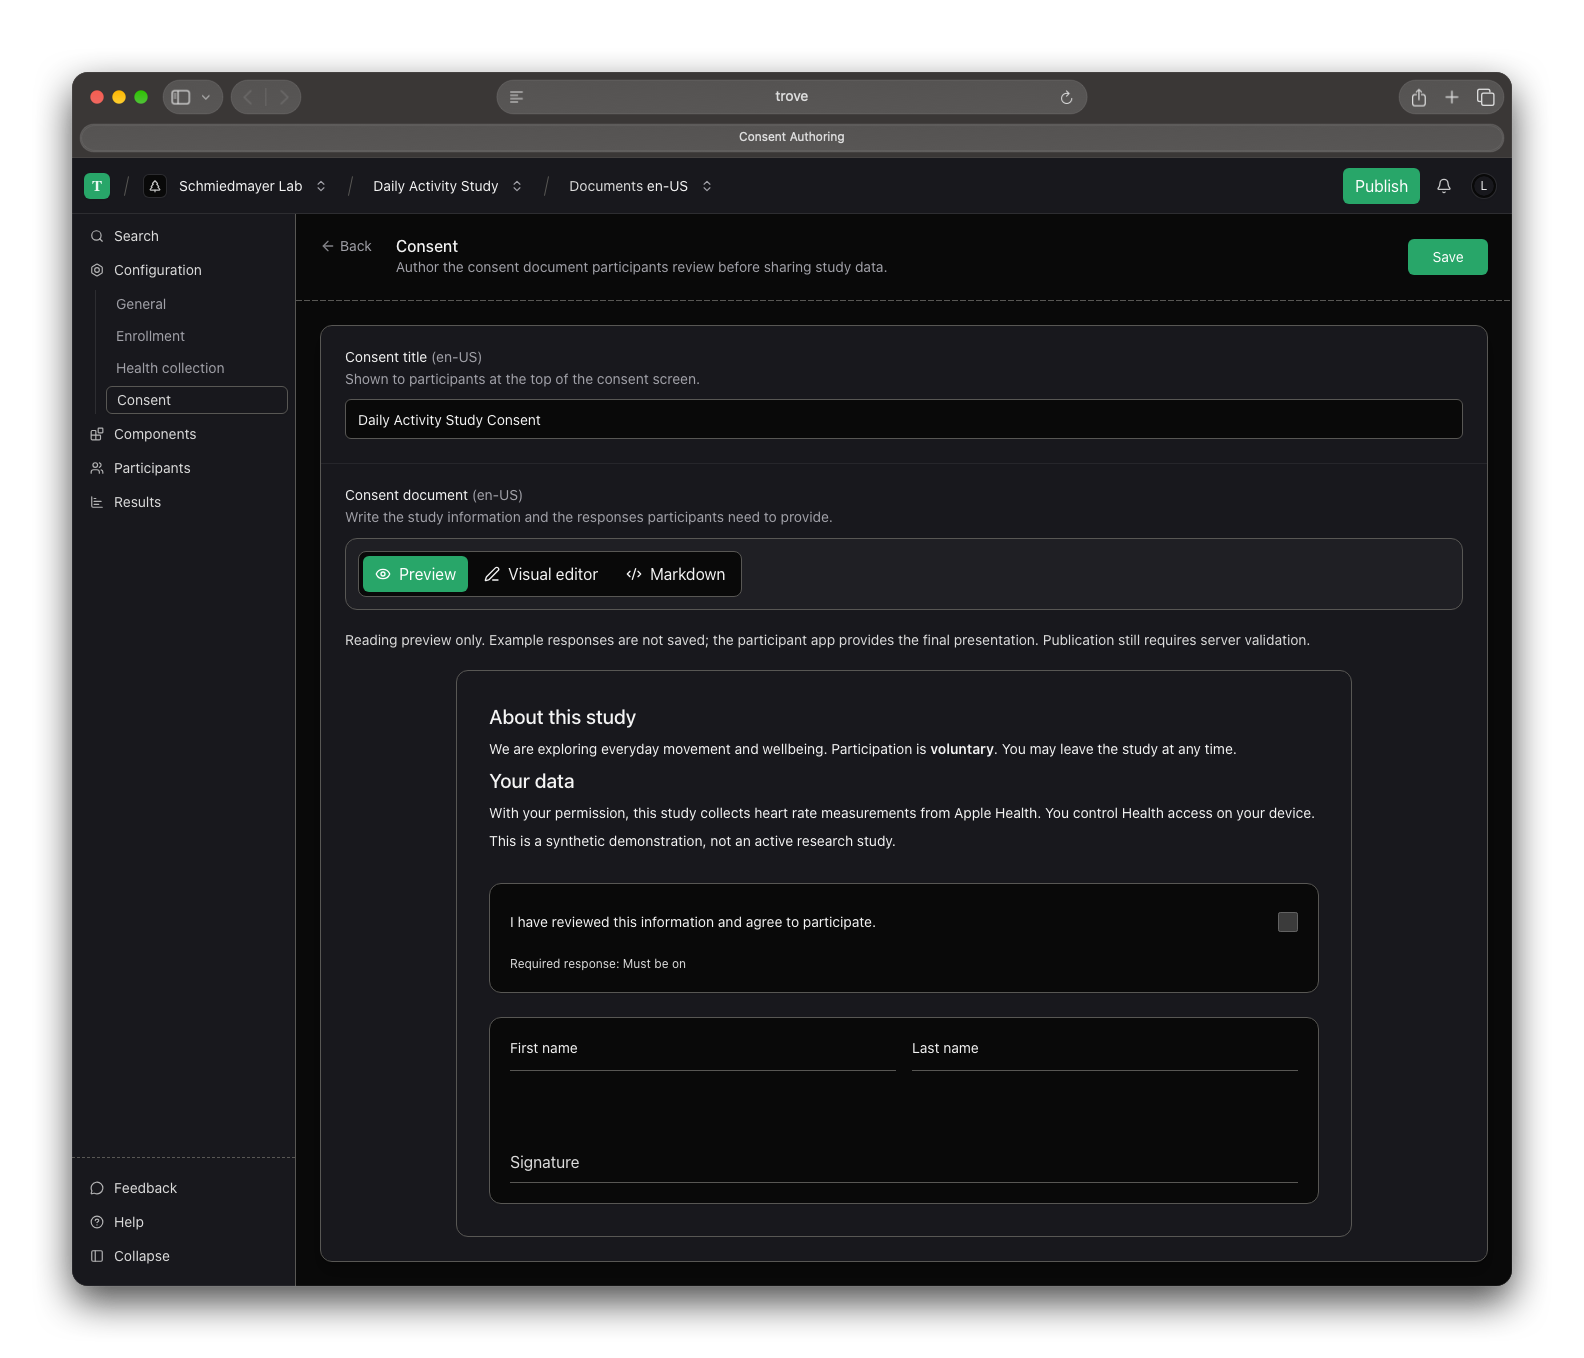 trove
Consent Authoring
T / Schmiedmayer Lab / Daily Activity Study / Documents en-US Publish L
Search
Configuration
General
Enrollment
Health collection
Consent
Components
Participants
Results
Feedback
Help
Collapse
Back
Consent
Author the consent document participants review before sharing study data.
Save
Consent title (en-US)
Shown to participants at the top of the consent screen.
Daily Activity Study Consent
Consent document (en-US)
Write the study information and the responses participants need to provide.
Preview Visual editor Markdown
Reading preview only. Example responses are not saved; the participant app provides the final presentation. Publication still requires server validation.
About this study
We are exploring everyday movement and wellbeing. Participation is voluntary. You may leave the study at any time.
Your data
With your permission, this study collects heart rate measurements from Apple Health. You control Health access on your device.
This is a synthetic demonstration, not an active research study.
I have reviewed this information and agree to participate.
Required response: Must be on
First name Last name
Signature